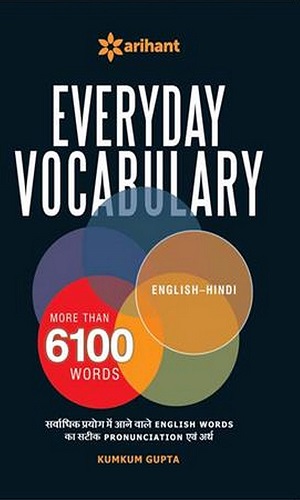 arihant
EVERYDAY
VOCABULARY
ENGLISH–HINDI
MORE THAN
6100
WORDS
सर्वाधिक प्रयोग में आने वाले ENGLISH WORDS
का सटीक PRONUNCIATION एवं अर्थ
KUMKUM GUPTA